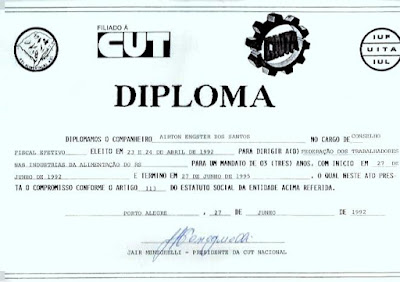 FILIADO À
CUT
IUF
UITA
IUL
DIPLOMA
DIPLOMAMOS O COMPANHEIRO AIRTON ENGSTER DOS SANTOS NO CARGO DE CONSELHO
FISCAL EFETIVO ELEITO EM 23 E 24 DE ABRIL DE 1992 PARA DIRIGIR A(O) FEDERAÇÃO DOS TRABALHADORES
NAS INDUSTRIAS DA ALIMENTAÇÃO DO RS PARA UM MANDATO DE 03 (TRES) ANOS, COM INÍCIO EM 27 DE
JUNHO DE 1992 E TERMINO EM 27 DE JUNHO DE 1995 , O QUAL NESTE ATO PRES-
TA O COMPROMISSO CONFORME O ARTIGO 113 DO ESTATUTO SOCIAL DA ENTIDADE ACIMA REFERIDA.
PORTO ALEGRE , 27 DE JUNHO DE 1992
JAIR MENEGUELLI - PRESIDENTE DA CUT NACIONAL